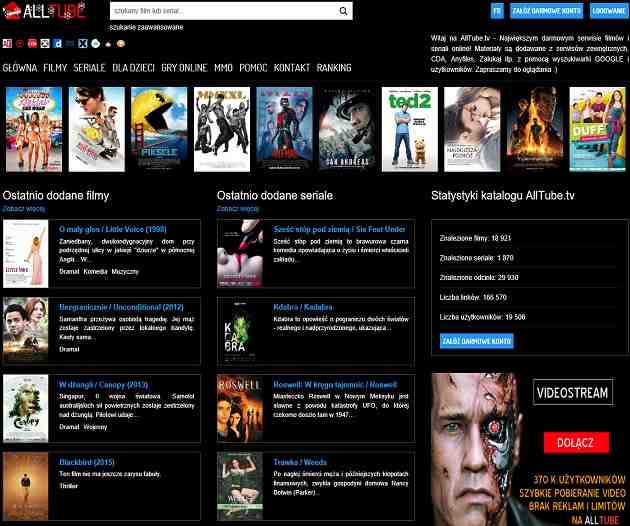 ALLTUBE
szukany film lub serial...
szukanie zaawansowane
FB
ZAŁÓŻ DARMOWE KONTO
LOGOWANIE
Witaj na AllTube.tv - Największym darmowym serwisie filmów i
seriali online! Materiały są dodawane z serwisów zewnętrznych,
CDA, Anyfiles, Zalukaj itp. z pomocą wyszukiwarki GOOGLE i
użytkowników. Zapraszamy do oglądania :)
GŁÓWNA FILMY SERIALE DLA DZIECI GRY ONLINE MMO POMOC KONTAKT RANKING
PIKSELE
SAN ANDREAS
ted2
DUFF
Ostatnio dodane filmy
Zobacz więcej
O mały głos / Little Voice (1998)
Zaniedbany, dwukondygnacyjny dom przy
podrzędnej ulicy w jakiejś "dziurze" w północnej
Anglii... W...
Dramat Komedia Muzyczny
Bezgranicznie / Unconditional (2012)
Samantha przeżywa osobistą tragedię. Jej mąż
zostaje zastrzelony przez lokalnego bandytę.
Kiedy sama...
Dramat
W dżungli / Canopy (2013)
Singapur, II wojna światowa. Samolot
australijskich sił powietrznych zostaje zestrzelony
nad dżunglą. Pilotowi udaje...
Dramat Wojenny
Canopy
Blackbird (2015)
Ten film nie ma jeszcze zarysu fabuły.
Thriller
Ostatnio dodane seriale
Zobacz więcej
Sześć stóp pod ziemią / Six Feet Under
Sześć stóp pod ziemią to brawurowa czarna
komedia opowiadająca o życiu i śmierci właścicieli
zakładu...
Kdabra / Kadabra
Kdabra to opowieść o pograniczu dwóch światów
- realnego i nadprzyrodzonego, ukazująca...
KDABRA
Roswell: W kręgu tajemnic / Roswell
Miasteczko Roswell w Nowym Meksyku jest
sławne z powodu katastrofy UFO, do której
rzekomo doszło tam w 1947...
ROSWELL
Trawka / Weeds
Po nagłej śmierci męża i późniejszych kłopotach
finansowych, zwykła gospodyni domowa Nancy
Botwin (Parker)...
WEEDS
Statystyki katalogu AllTube.tv
Znalezione filmy: 18 921
Znalezione seriale: 1 870
Znalezione odcinki: 29 930
Liczba linków: 166 570
Liczba użytkowników: 19 506
ZAŁÓŻ DARMOWE KONTO
VIDEOSTREAM
DOŁĄCZ
370 K UŻYTKOWNIKÓW
SZYBKIE POBIERANIE VIDEO
BRAK REKLAM I LIMITÓW
NA ALLTUBE